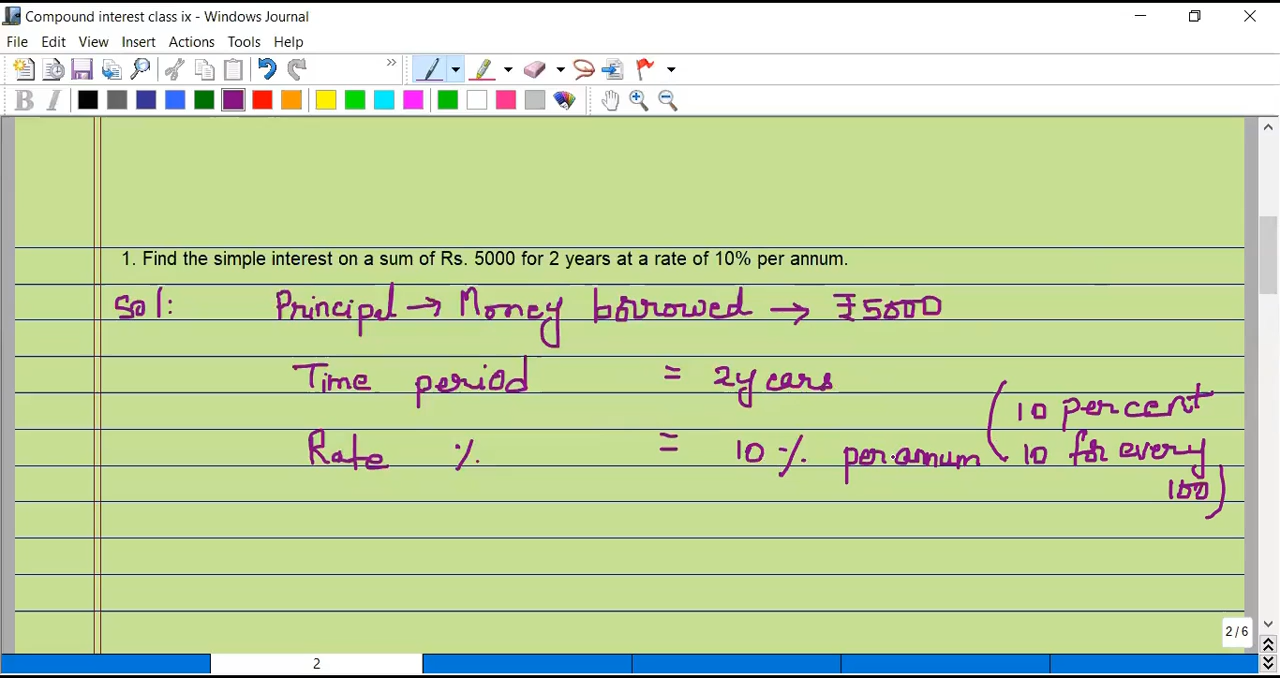 Compound interest class ix - Windows Journal
File Edit View Insert Actions Tools Help
B I
1. Find the simple interest on a sum of Rs. 5000 for 2 years at a rate of 10% per annum.
Sol: Principal → Money borrowed → ₹5000
Time period = 2 years
(10 percent
Rate % = 10 % per annum 10 for every
100)
2 / 6
2